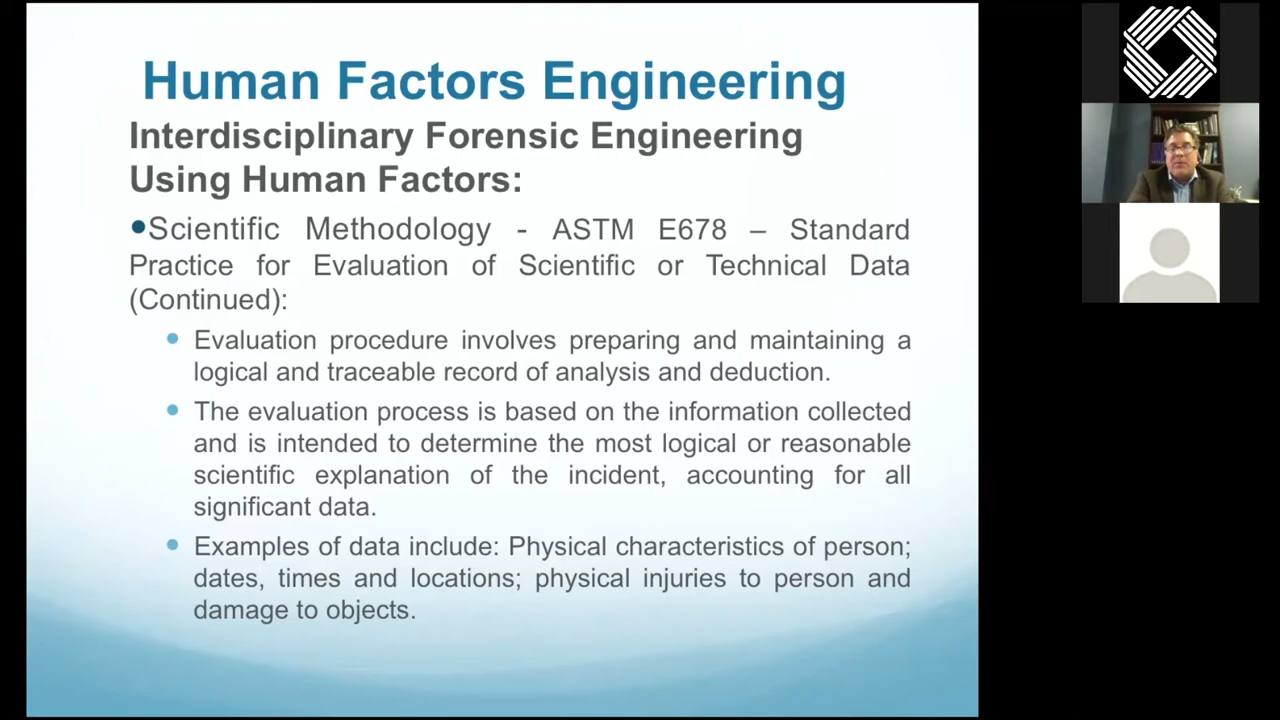 Human Factors Engineering
Interdisciplinary Forensic Engineering
Using Human Factors:
•Scientific Methodology - ASTM E678 – Standard
Practice for Evaluation of Scientific or Technical Data
(Continued):
• Evaluation procedure involves preparing and maintaining a
logical and traceable record of analysis and deduction.
• The evaluation process is based on the information collected
and is intended to determine the most logical or reasonable
scientific explanation of the incident, accounting for all
significant data.
• Examples of data include: Physical characteristics of person;
dates, times and locations; physical injuries to person and
damage to objects.